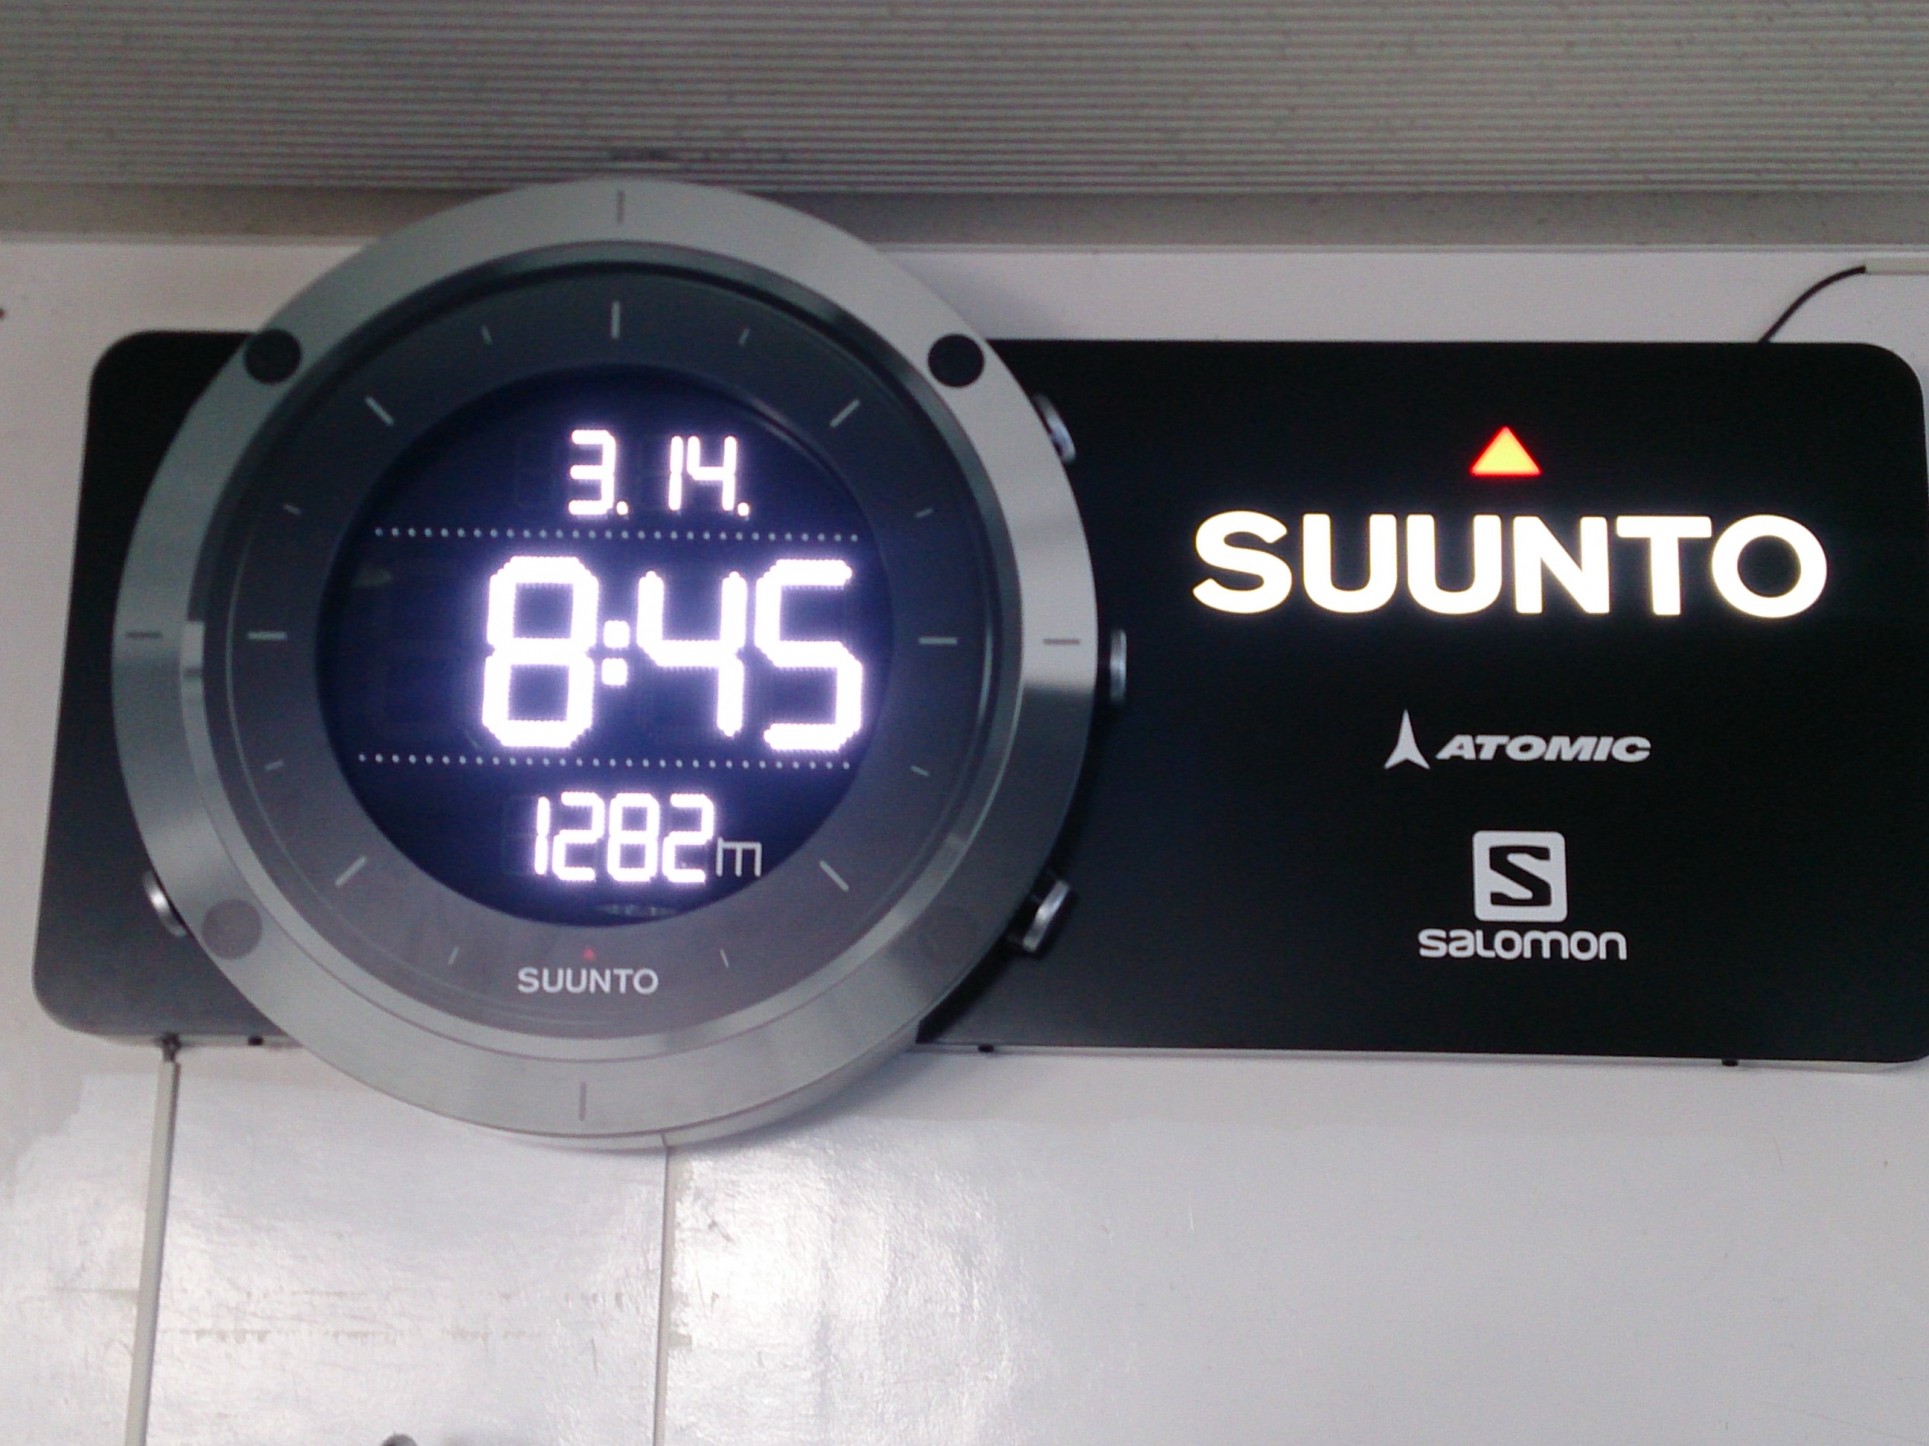 3. 14.
8:45
1282m
SUUNTO
SUUNTO
ATOMIC
S
salomon